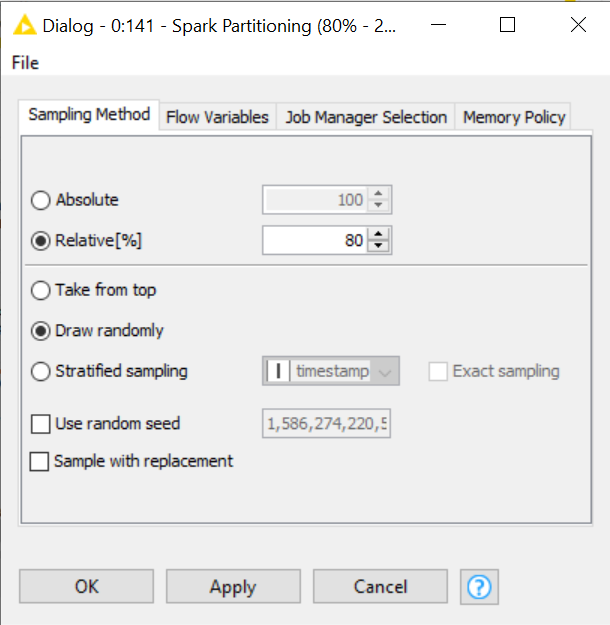 Dialog - 0:141 - Spark Partitioning (80% - 2...
File
Sampling Method Flow Variables Job Manager Selection Memory Policy
Absolute 100
Relative[%] 80
Take from top
Draw randomly
Stratified sampling I timestamp Exact sampling
Use random seed 1,586,274,220,5
Sample with replacement
OK Apply Cancel ?